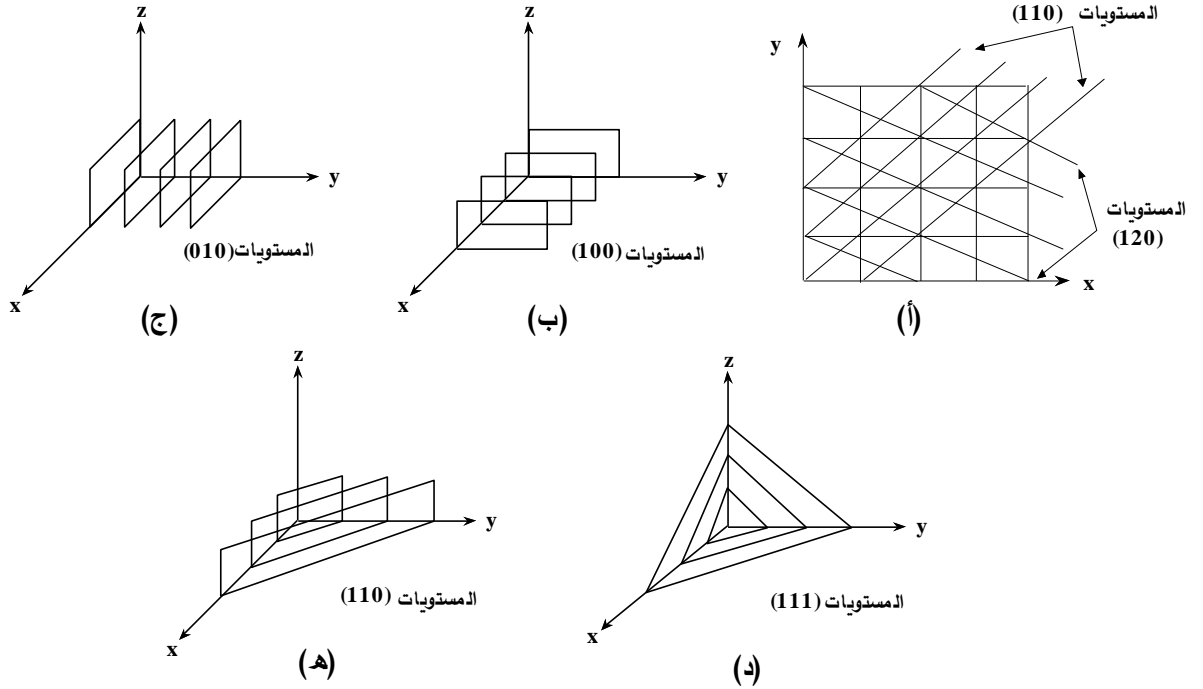 المستويات (110)
y
x
المستويات
(120)
(أ)
z
y
x
المستويات (100)
(ب)
z
y
x
المستويات (010)
(ج)
z
y
x
المستويات (111)
(د)
z
y
x
المستويات (110)
(هـ)